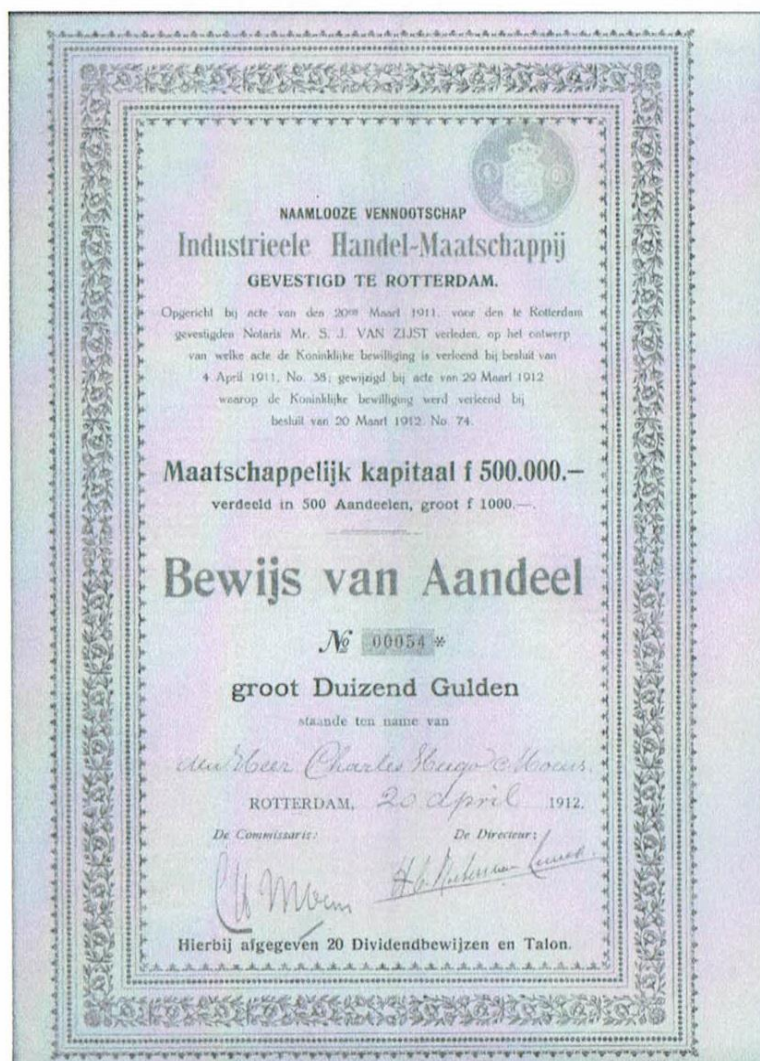 NAAMLOOZE VENNOOTSCHAP
Industrieele Handel-Maatschappij
GEVESTIGD TE ROTTERDAM.
Opgericht bij acte van den 20sten Maart 1911, voor den te Rotterdam
gevestigden Notaris Mr. S. J. VAN ZIJST verleden, op het ontwerp
van welke acte de Koninklijke bewilliging is verleend bij besluit van
4 April 1911, No. 38; gewijzigd bij acte van 29 Maart 1912
waarop de Koninklijke bewilliging werd verleend bij
besluit van 20 Maart 1912 No. 74.
Maatschappelijk kapitaal f 500.000.—
verdeeld in 500 Aandeelen, groot f 1000.—.
Bewijs van Aandeel
No 00054 *
groot Duizend Gulden
staande ten name van
Heer Charles Hugo
ROTTERDAM, 20 april 1912.
De Commissaris: De Directeur:
Hierbij afgegeven 20 Dividendbewijzen en Talon.